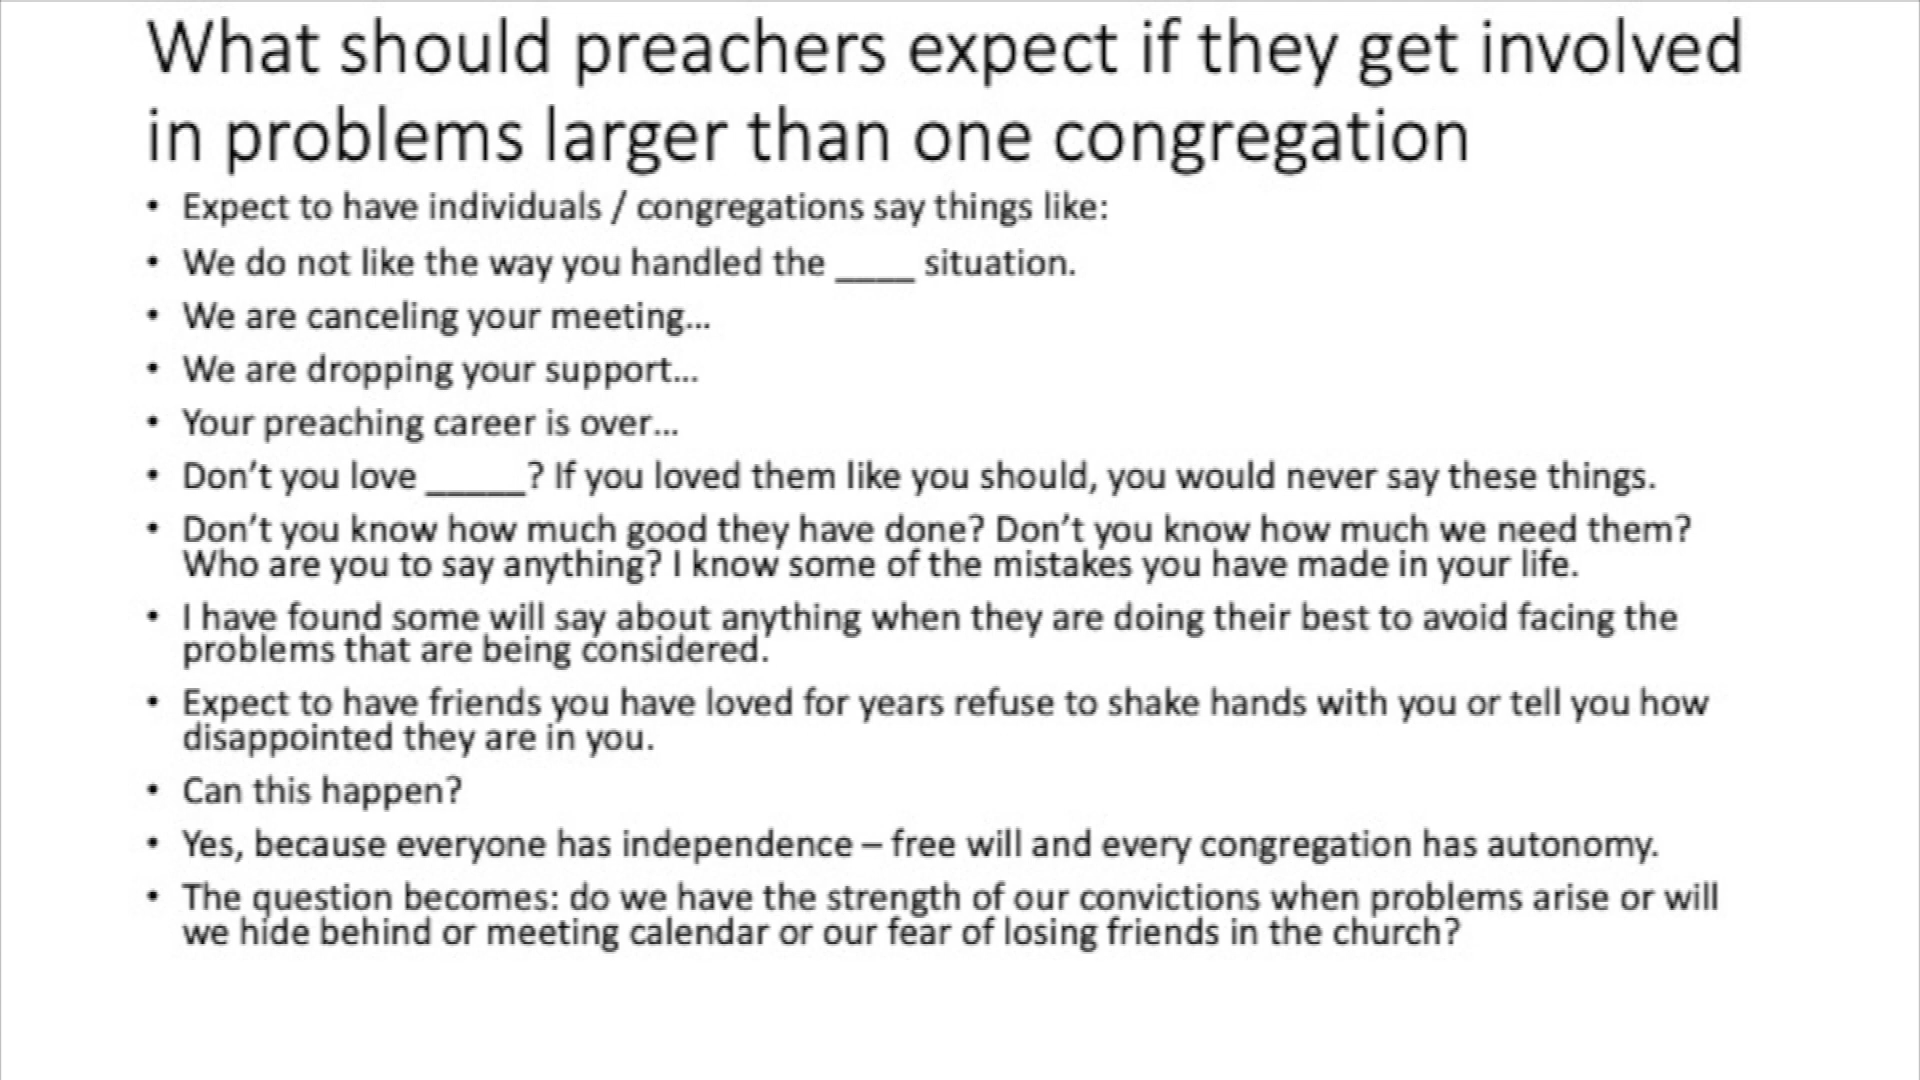 What should preachers expect if they get involved
in problems larger than one congregation
• Expect to have individuals / congregations say things like:
• We do not like the way you handled the ____ situation.
• We are canceling your meeting...
• We are dropping your support...
• Your preaching career is over...
• Don’t you love _____? If you loved them like you should, you would never say these things.
• Don’t you know how much good they have done? Don’t you know how much we need them?
Who are you to say anything? I know some of the mistakes you have made in your life.
• I have found some will say about anything when they are doing their best to avoid facing the
problems that are being considered.
• Expect to have friends you have loved for years refuse to shake hands with you or tell you how
disappointed they are in you.
• Can this happen?
• Yes, because everyone has independence – free will and every congregation has autonomy.
• The question becomes: do we have the strength of our convictions when problems arise or will
we hide behind or meeting calendar or our fear of losing friends in the church?